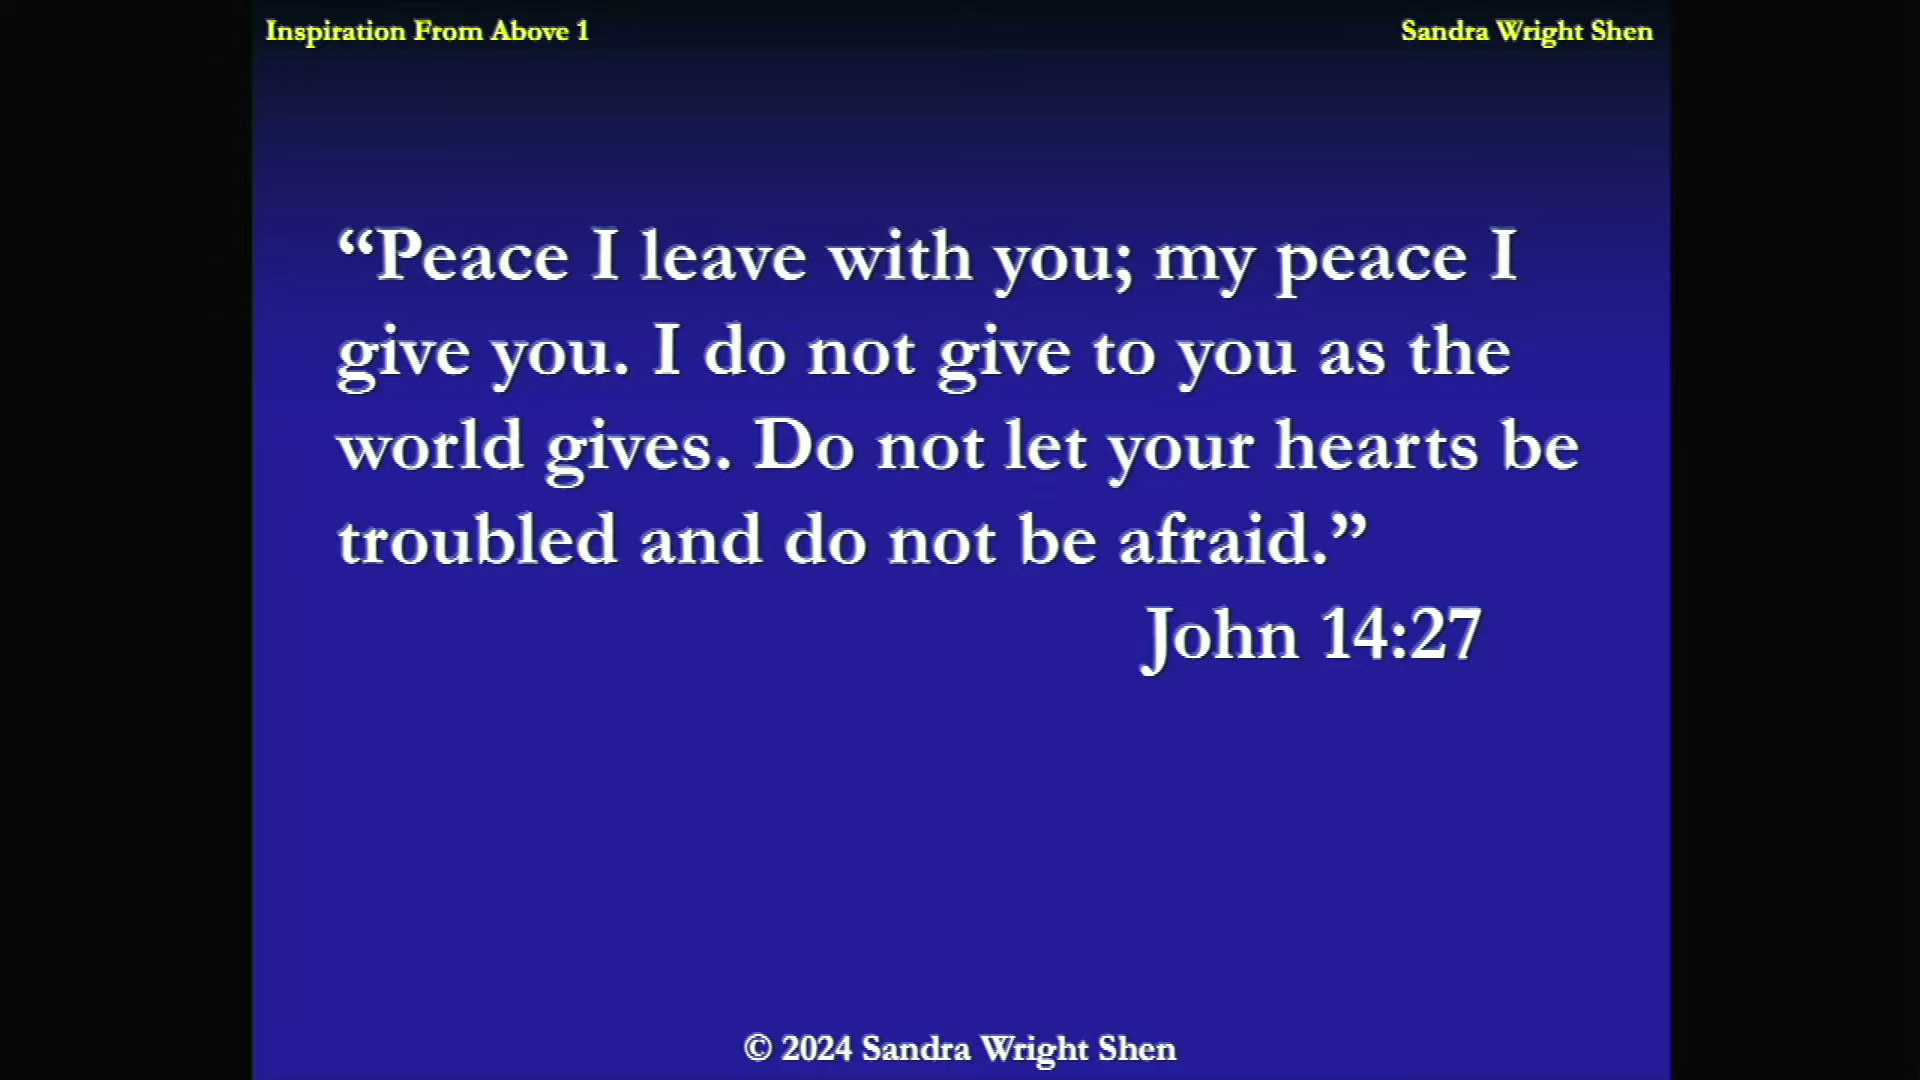 Inspiration From Above 1
Sandra Wright Shen
“Peace I leave with you; my peace I
give you. I do not give to you as the
world gives. Do not let your hearts be
troubled and do not be afraid.”
John 14:27
© 2024 Sandra Wright Shen